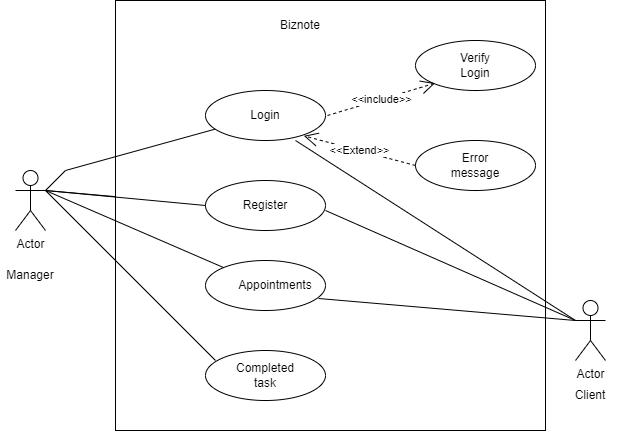 Biznote
Verify
Login
<<include>>
Login
<<Extend>>
Error
message
Register
Actor
Manager
Appointments
Completed
task
Actor
Client